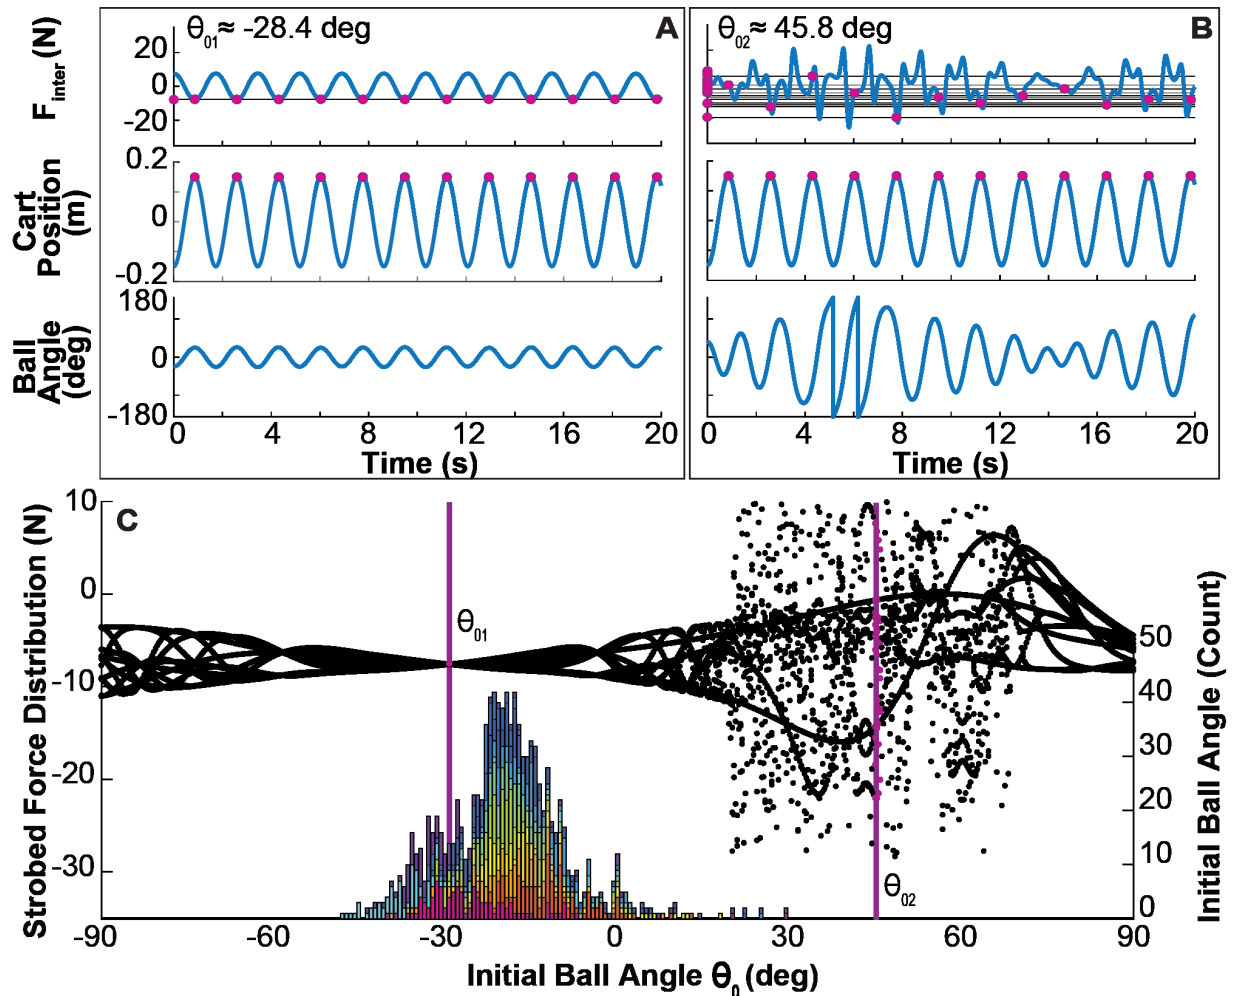 θ01≈ -28.4 deg
A
F inter (N)
20
0
-20
Cart Position (m)
0.2
0
-0.2
Ball Angle (deg)
180
0
-180
0 4 8 12 16 20
Time (s)
θ02≈ 45.8 deg
B
0 4 8 12 16 20
Time (s)
C
Strobed Force Distribution (N)
10
0
-10
-20
-30
θ01
θ02
Initial Ball Angle (Count)
50
40
30
20
10
0
-90 -60 -30 0 30 60 90
Initial Ball Angle θ0 (deg)